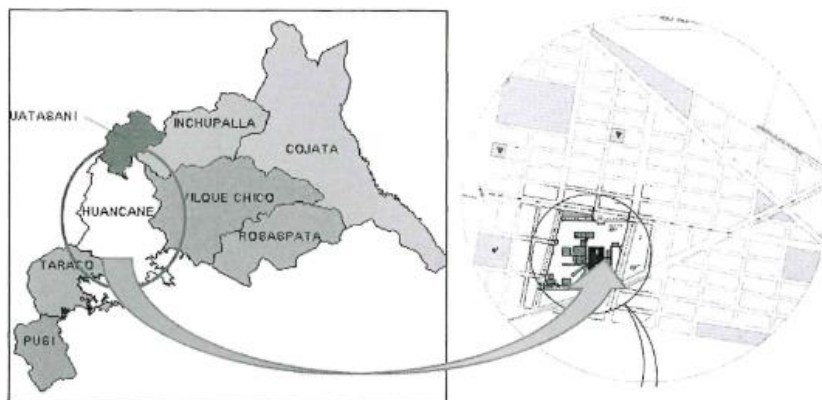 UATASANI
INCHUPALLA
COJATA
HUANCANE
VILQUE CHICO
ROSASPATA
TARACO
PUSI